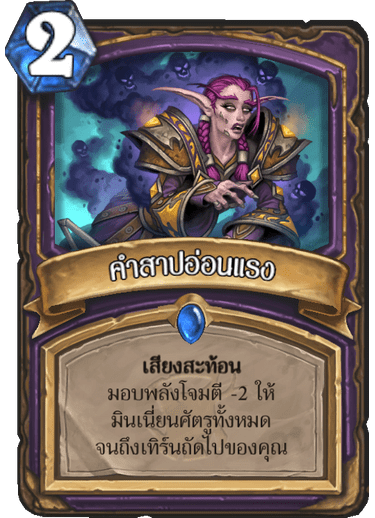 2
คำสาปอ่อนแรง
เสียงสะท้อน
มอบพลังโจมตี -2 ให้
มินเนี่ยนศัตรูทั้งหมด
จนถึงเทิร์นถัดไปของคุณ